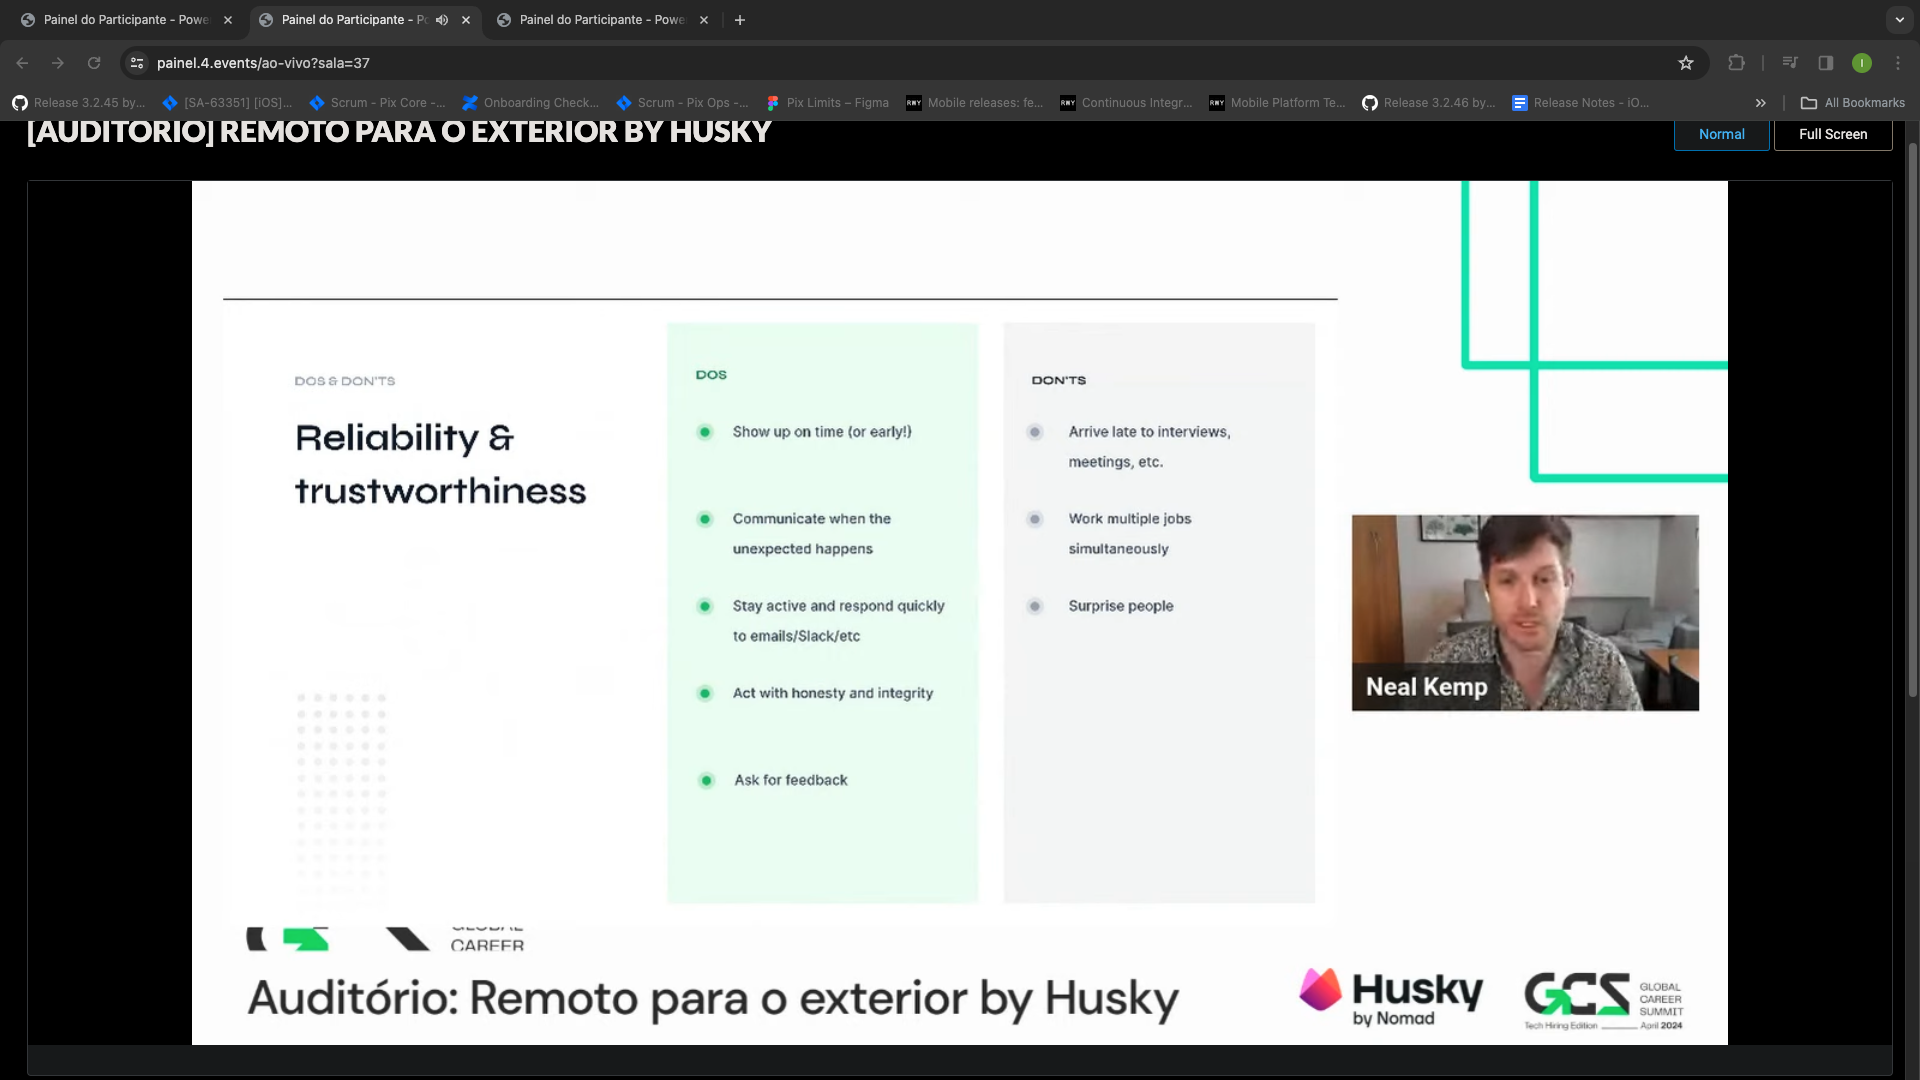 Painel do Participante - Powe
Painel do Participante - Po
Painel do Participante - Powe
painel.4.events/ao-vivo?sala=37
Release 3.2.45 by...
[SA-63351] [iOS]...
Scrum - Pix Core -...
Onboarding Check...
Scrum - Pix Ops -...
Pix Limits – Figma
Mobile releases: fe...
Continuous Integr...
Mobile Platform Te...
Release 3.2.46 by...
Release Notes - iO...
All Bookmarks
[AUDITÓRIO] REMOTO PARA O EXTERIOR BY HUSKY
Normal
Full Screen
DOS & DON'TS
Reliability &
trustworthiness
DOS
Show up on time (or early!)
Communicate when the
unexpected happens
Stay active and respond quickly
to emails/Slack/etc
Act with honesty and integrity
Ask for feedback
DON'TS
Arrive late to interviews,
meetings, etc.
Work multiple jobs
simultaneously
Surprise people
Neal Kemp
GLOBAL
CAREER
Auditório: Remoto para o exterior by Husky
Husky
by Nomad
GCS
GLOBAL
CAREER
SUMMIT
Tech Hiring Edition
April 2024